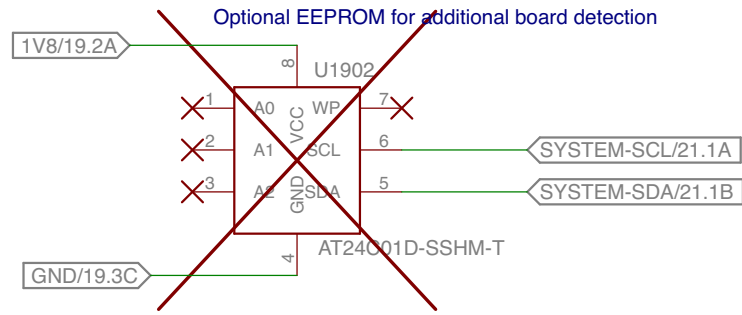 Optional EEPROM for additional board detection
1V8/19.2A
8
U1902
1 A0 VCC WP 7
2 A1 SCL 6 SYSTEM-SCL/21.1A
3 A2 GND SDA 5 SYSTEM-SDA/21.1B
4
AT24C01D-SSHM-T
GND/19.3C